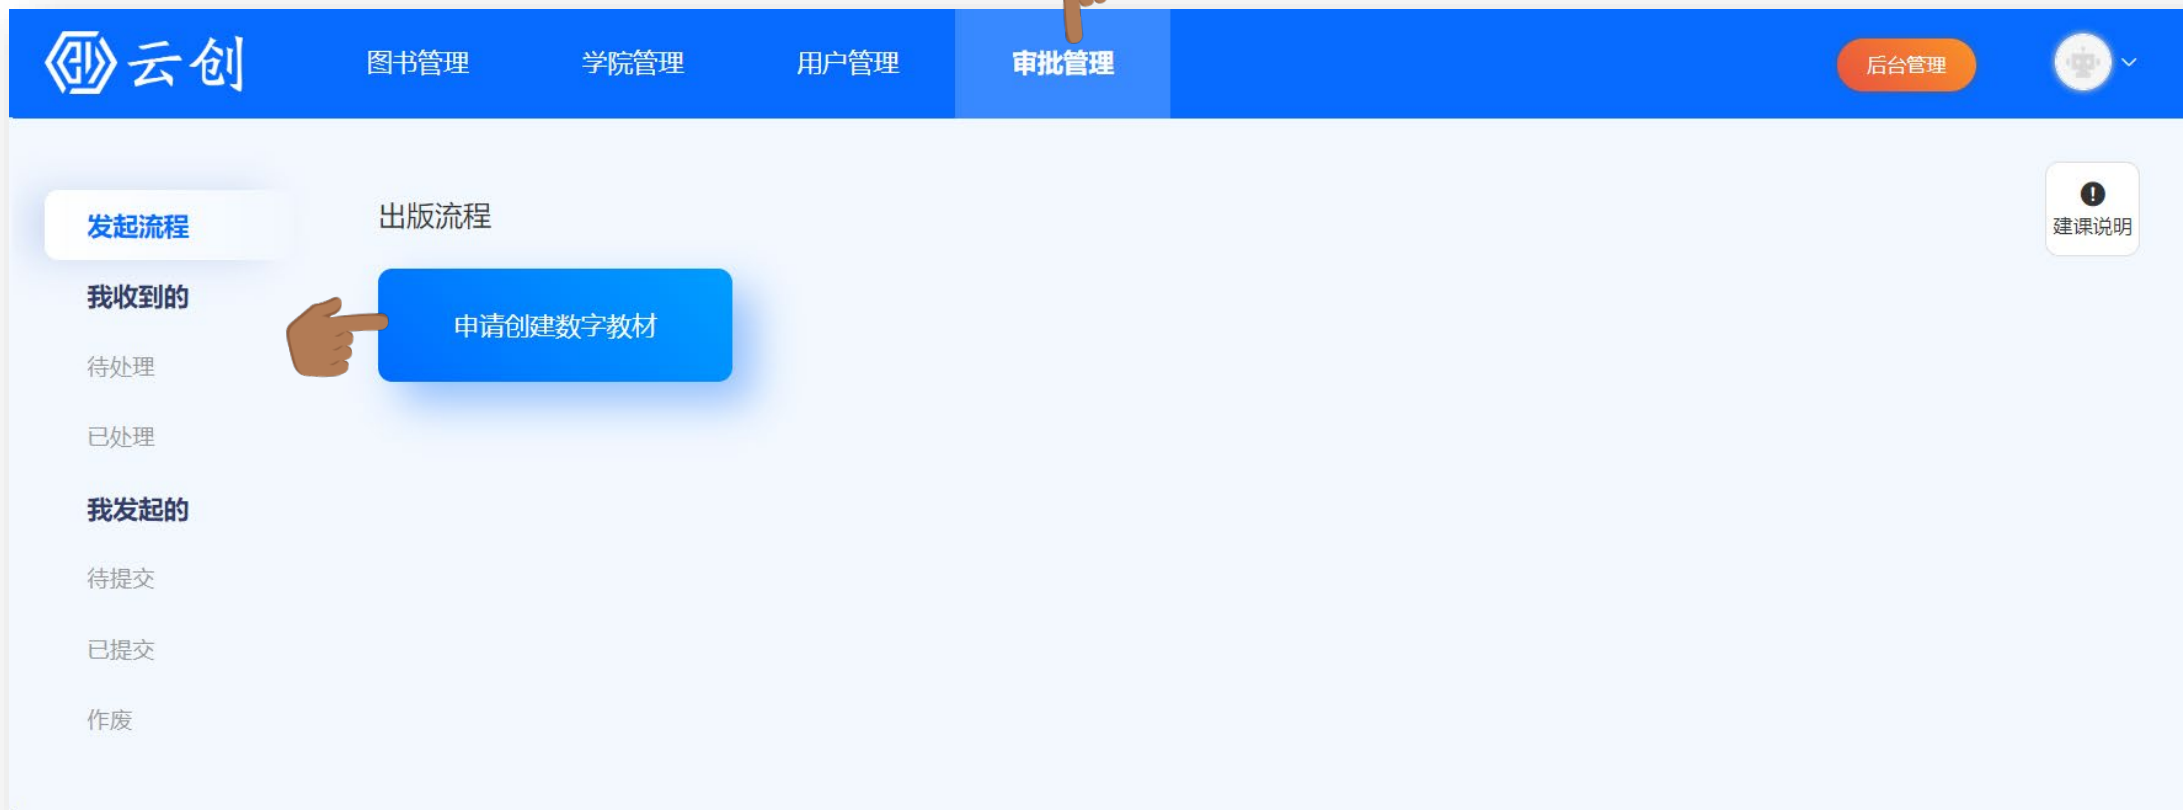 云创
图书管理
学院管理
用户管理
审批管理
后台管理
发起流程
我收到的
待处理
已处理
我发起的
待提交
已提交
作废
出版流程
申请创建数字教材
建课说明